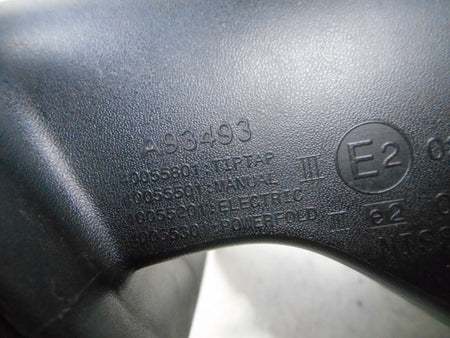 A93493
40055801:TIPTAP
40055501:MANUAL III
40055201:ELECTRIC
:POWERFOLD II
E2
62